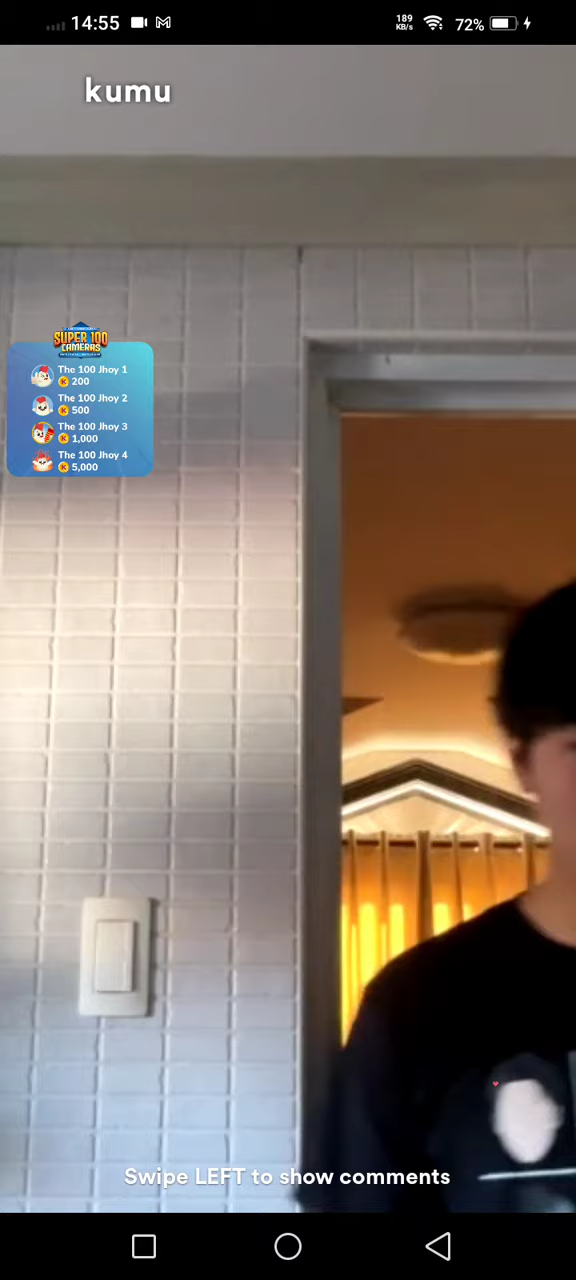 14:55
189
KB/s
72%
kumu
SUPER 100
CAMERAS
The 100 Jhoy 1
K 200
The 100 Jhoy 2
K 500
The 100 Jhoy 3
K 1,000
The 100 Jhoy 4
K 5,000
Swipe LEFT to show comments